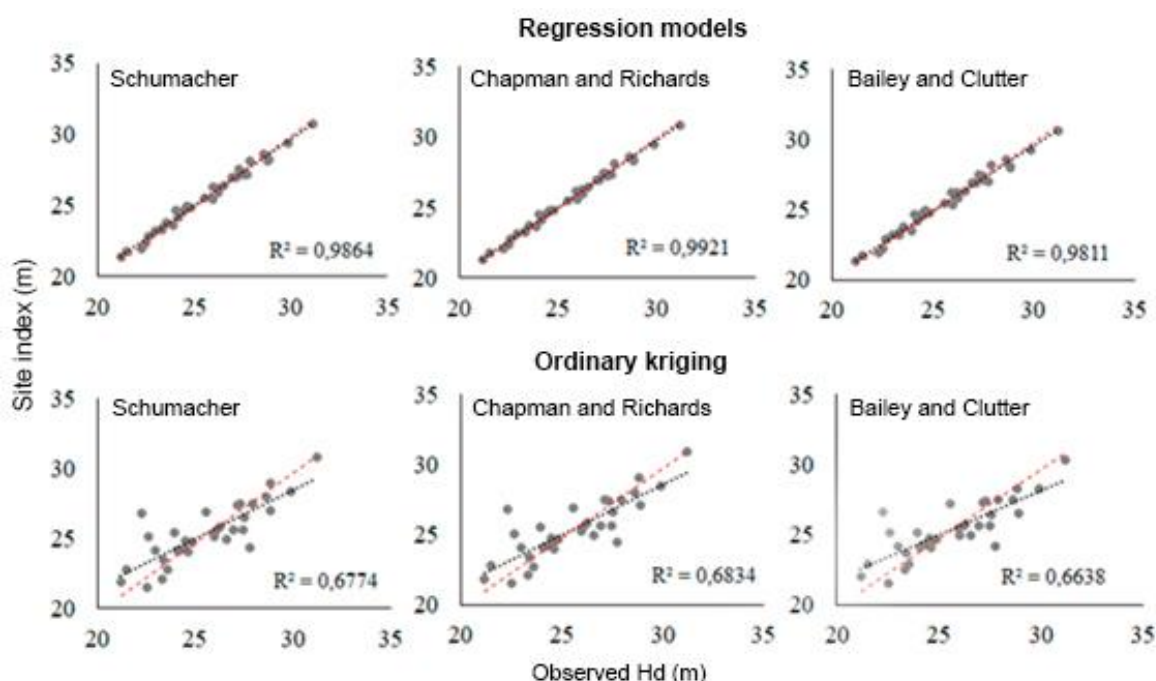 Regression models
Schumacher
Chapman and Richards
Bailey and Clutter
35
30
25
20
R² = 0,9864
20 25 30 35
35
30
25
20
R² = 0,9921
20 25 30 35
35
30
25
20
R² = 0,9811
20 25 30 35
Site index (m)
Ordinary kriging
Schumacher
Chapman and Richards
Bailey and Clutter
35
30
25
20
R² = 0,6774
20 25 30 35
35
30
25
20
R² = 0,6834
20 25 30 35
35
30
25
20
R² = 0,6638
20 25 30 35
Observed Hd (m)